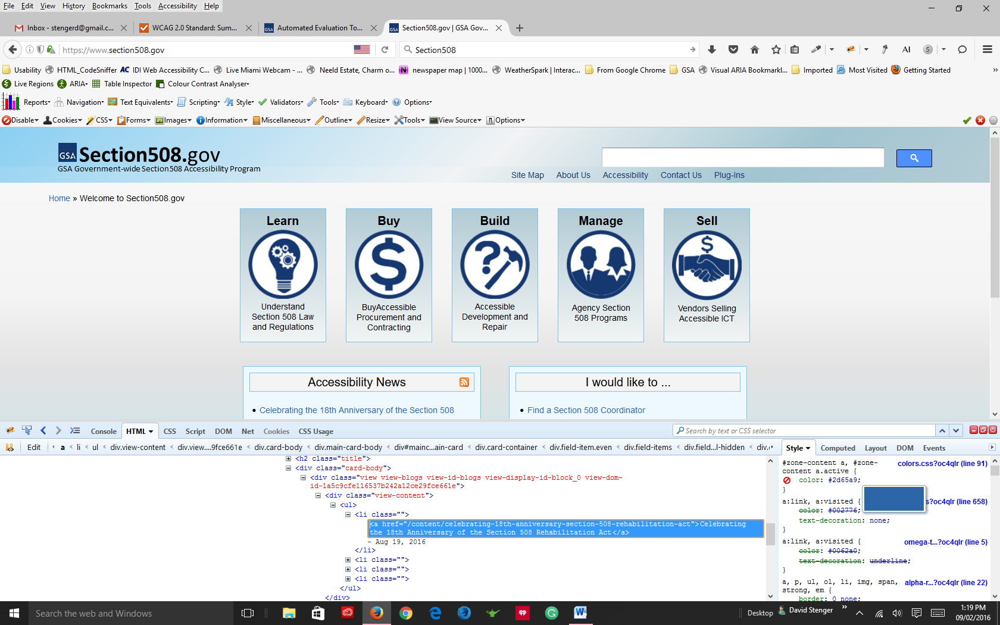 File Edit View History Bookmarks Tools Accessibility Help
Inbox - stengerd@gmail.c... WCAG 2.0 Standard: Sum... GSA Automated Evaluation To... GSA Section508.gov | GSA Gov...
https://www.section508.gov Section508 AI 5
Usability HTML_CodeSniffer AC IDI Web Accessibility C... Live Miami Webcam - ... Neeld Estate, Charm o... N newspaper map | 1000... WeatherSpark | Interac... From Google Chrome GSA Visual ARIA Bookmarkl... Imported Most Visited Getting Started »
Live Regions ARIA Table Inspector Colour Contrast Analyser
Reports Navigation Text Equivalents Scripting Style Validators Tools Keyboard Options
Disable Cookies CSS Forms Images Information Miscellaneous Outline Resize Tools View Source Options
GSA Section508.gov
GSA Government-wide Section508 Accessibility Program
Site Map About Us Accessibility Contact Us Plug-Ins
Home » Welcome to Section508.gov
Learn Buy Build Manage Sell
Understand Section 508 Law and Regulations
BuyAccessible Procurement and Contracting
Accessible Development and Repair
Agency Section 508 Programs
Vendors Selling Accessible ICT
Accessibility News
• Celebrating the 18th Anniversary of the Section 508
I would like to ...
• Find a Section 508 Coordinator
Console HTML CSS Script DOM Net Cookies CSS Usage Search by text or CSS selector
Edit a < li < ul < div.view-content < div.view....9fce661e < div.card-body < div.main-card-body < div#mainc...ain-card < div.card-container < div.field-item.even < div.field-items < div.field...l-hidden < div.
Style Computed Layout DOM Events
<h2 class="title">
<div class="card-body">
<div class="view view-blogs view-id-blogs view-display-id-block_0 view-dom-
id-1a5c9cfe116537b242a12ce29fce661e">
<div class="view-content">
<ul>
<li class="">
<a href="/content/celebrating-18th-anniversary-section-508-rehabilitation-act">Celebrating
the 18th Anniversary of the Section 508 Rehabilitation Act</a>
- Aug 19, 2016
</li>
<li class="">
<li class="">
<li class="">
</ul>
</div>
#zone-content a, #zone- colors.css?oc4qlr (line 91)
content a.active {
color: #2d65a9;
}
a:link, a:visited { s?oc4qlr (line 658)
color: #002776;
text-decoration: none;
}
a:link, a:visited { omega-t...?oc4qlr (line 5)
color: #0062a0;
text-decoration: underline;
}
a, p, ul, ol, li, img, span, alpha-r...?oc4qlr (line 22)
strong, em {
border: 0 none;
Search the web and Windows Desktop David Stenger » 1:19 PM
09/02/2016